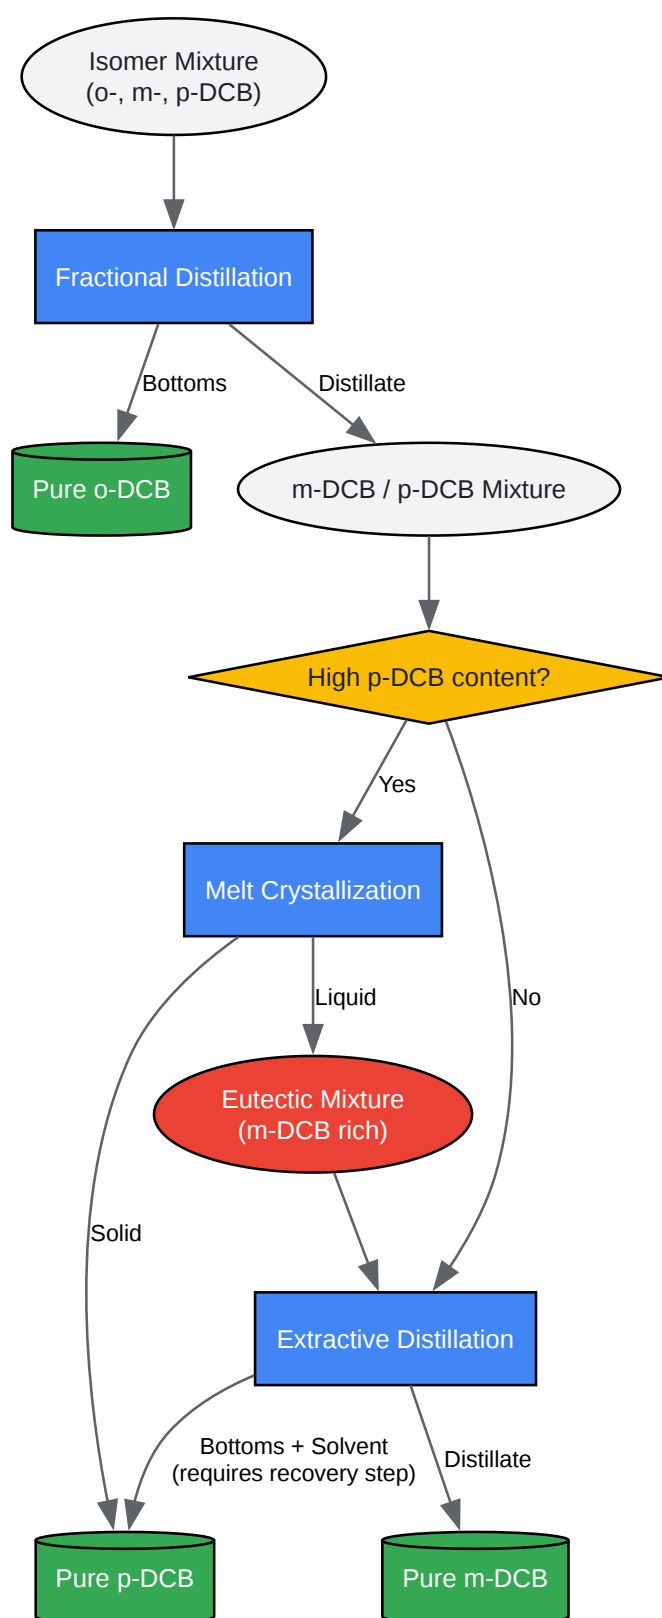 Isomer Mixture
(o-, m-, p-DCB)
Fractional Distillation
Bottoms
Distillate
Pure o-DCB
m-DCB / p-DCB Mixture
High p-DCB content?
Yes
Melt Crystallization
Liquid
No
Eutectic Mixture
(m-DCB rich)
Solid
Extractive Distillation
Bottoms + Solvent
(requires recovery step)
Distillate
Pure p-DCB
Pure m-DCB